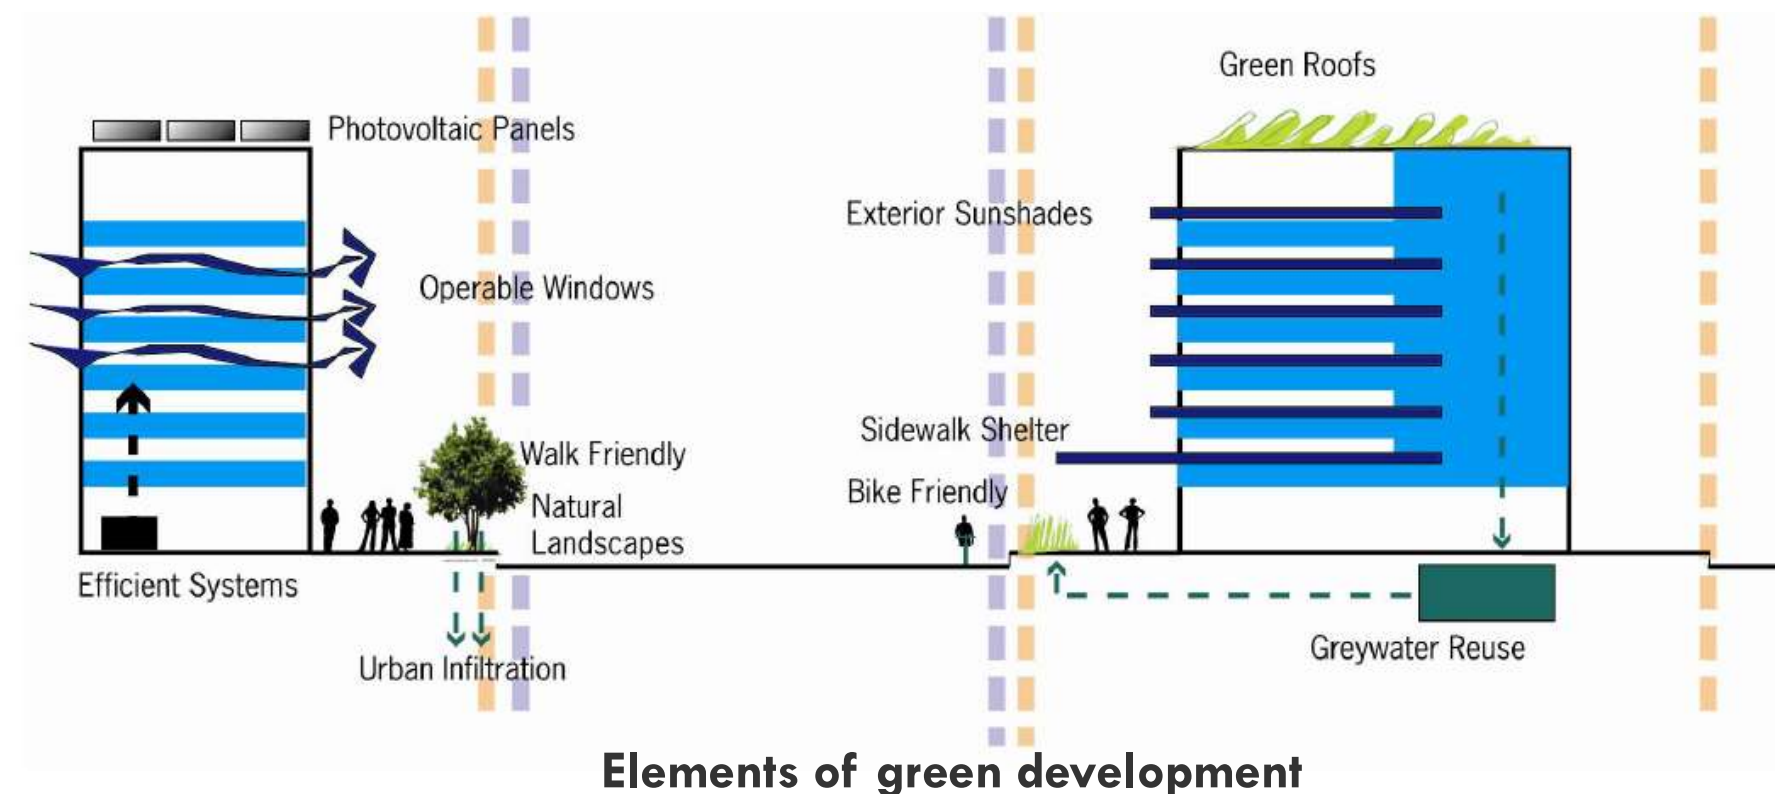 Green Roofs
Photovoltaic Panels
Exterior Sunshades
Operable Windows
Sidewalk Shelter
Walk Friendly
Bike Friendly
Natural
Landscapes
Efficient Systems
Greywater Reuse
Urban Infiltration
Elements of green development